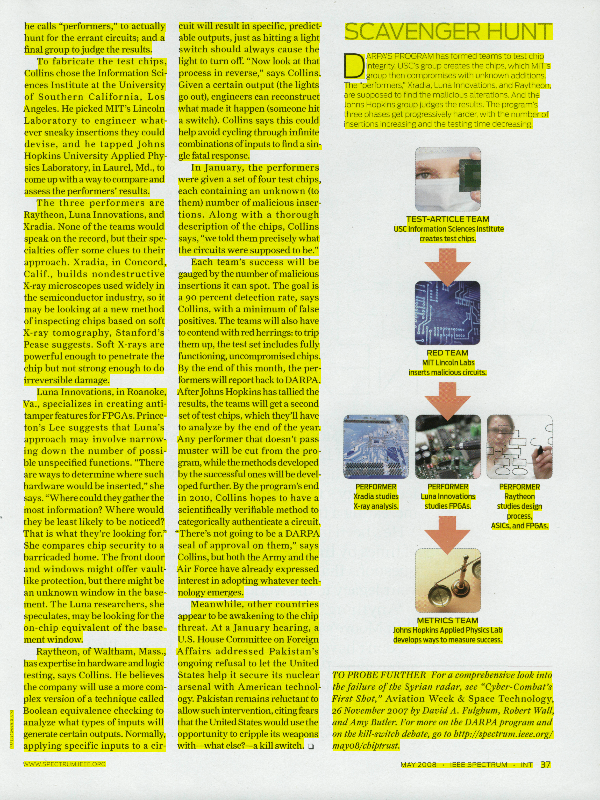 he calls "performers," to actually
hunt for the errant circuits; and a
final group to judge the results.
To fabricate the test chips,
Collins chose the Information Sci-
ences Institute at the University
of Southern California, Los
Angeles. He picked MIT's Lincoln
Laboratory to engineer what-
ever sneaky insertions they could
devise, and he tapped Johns
Hopkins University Applied Phy-
sics Laboratory, in Laurel, Md., to
come up with a way to compare and
assess the performers' results.
The three performers are
Raytheon, Luna Innovations, and
Xradia. None of the teams would
speak on the record, but their spe-
cialties offer some clues to their
approach. Xradia, in Concord,
Calif., builds nondestructive
X-ray microscopes used widely in
the semiconductor industry, so it
may be looking at a new method
of inspecting chips based on soft
X-ray tomography, Stanford's
Pease suggests. Soft X-rays are
powerful enough to penetrate the
chip but not strong enough to do
irreversible damage.
Luna Innovations, in Roanoke,
Va., specializes in creating anti-
tamper features for FPGAs. Prince-
ton's Lee suggests that Luna's
approach may involve narrow-
ing down the number of possi-
ble unspecified functions. "There
are ways to determine where such
hardware would be inserted," she
says. "Where could they gather the
most information? Where would
they be least likely to be noticed?
That is what they're looking for."
She compares chip security to a
barricaded home. The front door
and windows might offer vault-
like protection, but there might be
an unknown window in the base-
ment. The Luna researchers, she
speculates, may be looking for the
on-chip equivalent of the base-
ment window.
Raytheon, of Waltham, Mass.,
has expertise in hardware and logic
testing, says Collins. He believes
the company will use a more com-
plex version of a technique called
Boolean equivalence checking to
analyze what types of inputs will
generate certain outputs. Normally,
applying specific inputs to a cir-
cuit will result in specific, predict-
able outputs, just as hitting a light
switch should always cause the
light to turn off. "Now look at that
process in reverse," says Collins.
Given a certain output (the lights
go out), engineers can reconstruct
what made it happen (someone hit
a switch). Collins says this could
help avoid cycling through infinite
combinations of inputs to find a sin-
gle fatal response.
In January, the performers
were given a set of four test chips,
each containing an unknown (to
them) number of malicious inser-
tions. Along with a thorough
description of the chips, Collins
says, "we told them precisely what
the circuits were supposed to be."
Each team's success will be
gauged by the number of malicious
insertions it can spot. The goal is
a 90 percent detection rate, says
Collins, with a minimum of false
positives. The teams will also have
to contend with red herrings: to trip
them up, the test set includes fully
functioning, uncompromised chips.
By the end of this month, the per-
formers will report back to DARPA.
After Johns Hopkins has tallied the
results, the teams will get a second
set of test chips, which they'll have
to analyze by the end of the year.
Any performer that doesn't pass
muster will be cut from the pro-
gram, while the methods developed
by the successful ones will be devel-
oped further. By the program's end
in 2010, Collins hopes to have a
scientifically verifiable method to
categorically authenticate a circuit.
"There's not going to be a DARPA
seal of approval on them," says
Collins, but both the Army and the
Air Force have already expressed
interest in adopting whatever tech-
nology emerges.
Meanwhile, other countries
appear to be awakening to the chip
threat. At a January hearing, a
U.S. House Committee on Foreign
Affairs addressed Pakistan's
ongoing refusal to let the United
States help it secure its nuclear
arsenal with American technol-
ogy. Pakistan remains reluctant to
allow such intervention, citing fears
that the United States would use the
opportunity to cripple its weapons
with—what else?—a kill switch.
SCAVENGER HUNT
DARPA'S PROGRAM has formed teams to test chip
integrity. USC's group creates the chips, which MIT's
group then compromises with unknown additions.
The "performers," Xradia, Luna Innovations, and Raytheon,
are supposed to find the malicious alterations. And the
Johns Hopkins group judges the results. The program's
three phases get progressively harder, with the number of
insertions increasing and the testing time decreasing.
TEST-ARTICLE TEAM
USC Information Sciences Institute
creates test chips.
RED TEAM
MIT Lincoln Labs
inserts malicious circuits.
PERFORMER
Xradia studies
X-ray analysis.
PERFORMER
Luna Innovations
studies FPGAs.
PERFORMER
Raytheon
studies design
process,
ASICs, and FPGAs.
METRICS TEAM
Johns Hopkins Applied Physics Lab
develops ways to measure success.
TO PROBE FURTHER For a comprehensive look into
the failure of the Syrian radar, see "Cyber-Combat's
First Shot," Aviation Week & Space Technology,
26 November 2007 by David A. Fulghum, Robert Wall,
and Amy Butler. For more on the DARPA program and
on the kill-switch debate, go to http://spectrum.ieee.org/
may08/chiptrust.
WWW.SPECTRUM.IEEE.ORG
MAY 2008 • IEEE SPECTRUM • INT 37